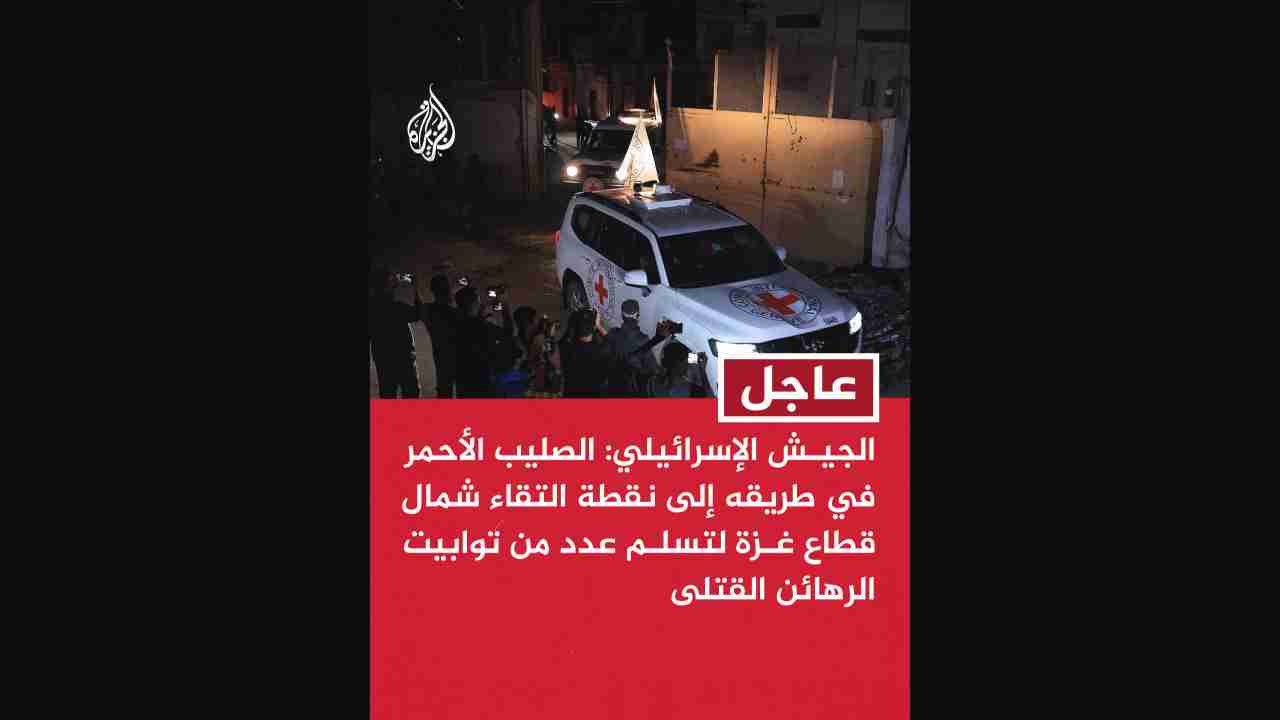 الجزيرة
عاجل
الجيش الإسرائيلي: الصليب الأحمر
في طريقه إلى نقطة التقاء شمال
قطاع غزة لتسلم عدد من توابيت
الرهائن القتلى